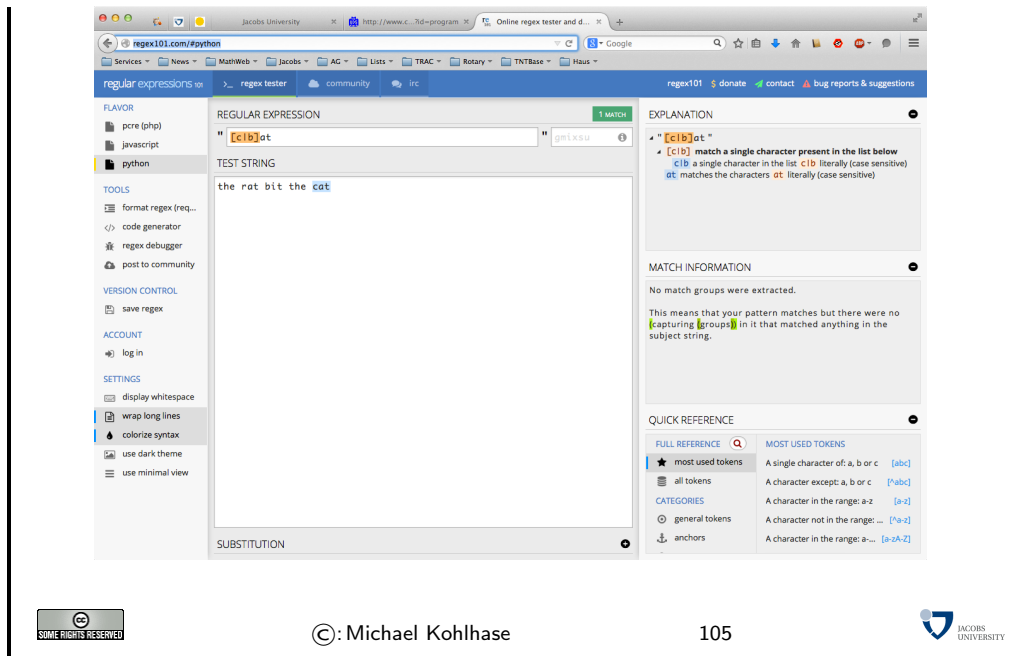 Jacobs University
http://www.c...?id=program
Online regex tester and d...
regex101.com/#python
Google
Services
News
MathWeb
Jacobs
AG
Lists
TRAC
Rotary
TNTBase
Haus
regular expressions 101
>_ regex tester
community
irc
regex101
$ donate
contact
bug reports & suggestions
FLAVOR
pcre (php)
javascript
python
TOOLS
format regex (req...
</> code generator
regex debugger
post to community
VERSION CONTROL
save regex
ACCOUNT
log in
SETTINGS
display whitespace
wrap long lines
colorize syntax
use dark theme
use minimal view
REGULAR EXPRESSION
1 MATCH
" [c|b]at " gmixsu
TEST STRING
the rat bit the cat
SUBSTITUTION
EXPLANATION
"[c|b]at "
[c|b] match a single character present in the list below
c|b a single character in the list c|b literally (case sensitive)
at matches the characters at literally (case sensitive)
MATCH INFORMATION
No match groups were extracted.
This means that your pattern matches but there were no
(capturing (groups)) in it that matched anything in the
subject string.
QUICK REFERENCE
FULL REFERENCE
most used tokens
all tokens
CATEGORIES
general tokens
anchors
MOST USED TOKENS
A single character of: a, b or c [abc]
A character except: a, b or c [^abc]
A character in the range: a-z [a-z]
A character not in the range: ... [^a-z]
A character in the range: a-... [a-zA-Z]
cc
SOME RIGHTS RESERVED
©: Michael Kohlhase
105
JACOBS
UNIVERSITY